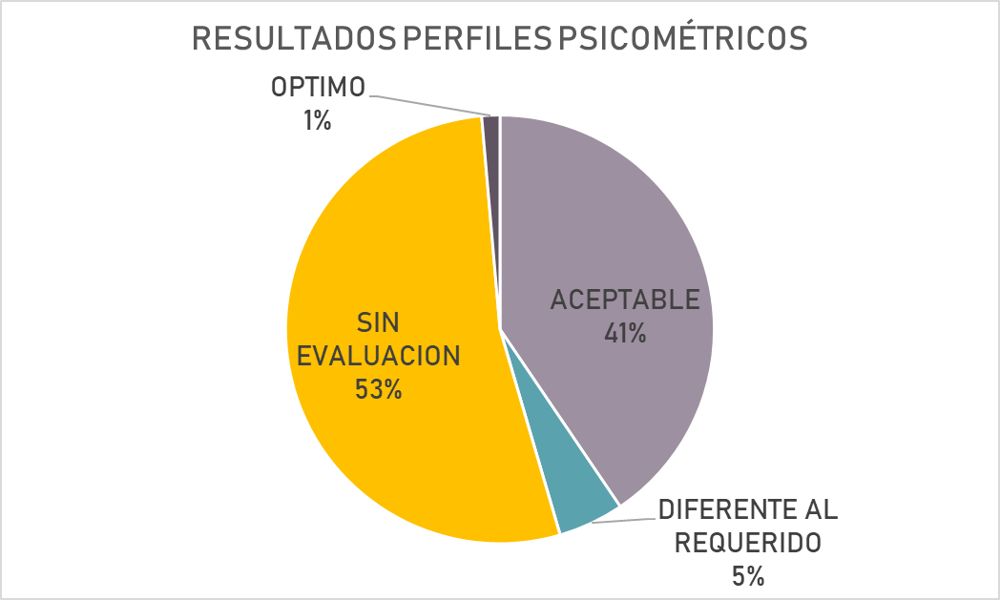 RESULTADOS PERFILES PSICOMÉTRICOS
OPTIMO
1%
ACEPTABLE
41%
SIN
EVALUACION
53%
DIFERENTE AL
REQUERIDO
5%